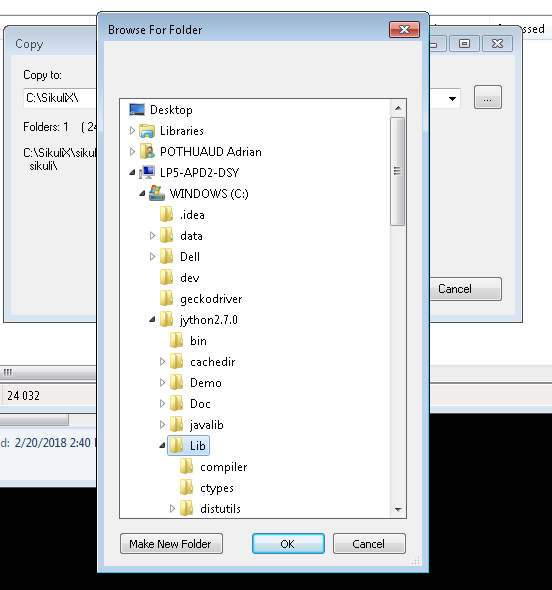 Browse For Folder
Copy
ssed
Copy to:
C:\SikuliX\
...
Folders: 1 (24
C:\SikuliX\sikul
sikuli\
Desktop
Libraries
POTHUAUD Adrian
LP5-APD2-DSY
WINDOWS (C:)
.idea
data
Dell
dev
geckodriver
jython2.7.0
bin
cachedir
Demo
Doc
javalib
Lib
compiler
ctypes
distutils
Cancel
24 032
d: 2/20/2018 2:40
Make New Folder
OK
Cancel